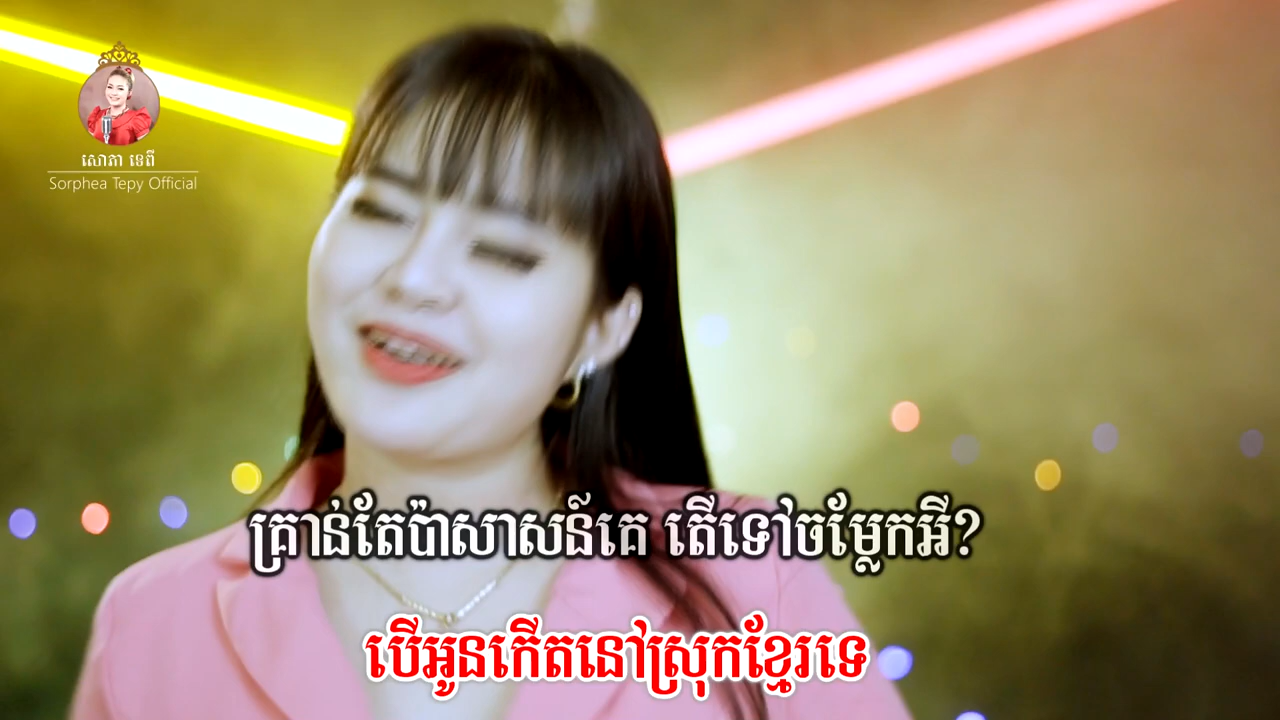 សោភា ទេពី
Sorphea Tepy Official
គ្រាន់តែប៉ាសាសន៍គេ តើទៅចម្លែកអី?
បើអូនកើតនៅស្រុកខ្មែរទេ